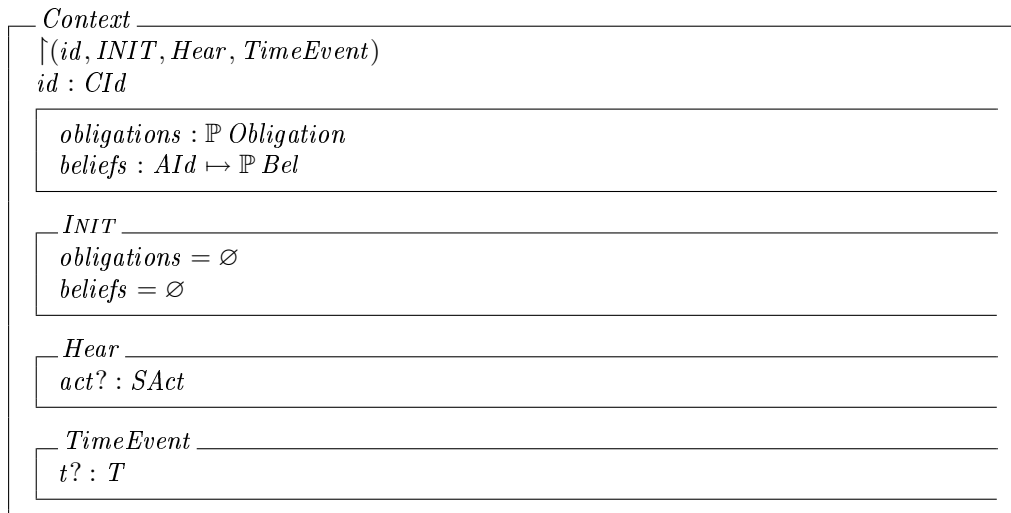 Context
↾(id, INIT, Hear, TimeEvent)
id : CId
obligations : ℙ Obligation
beliefs : AId ↦ ℙ Bel
INIT
obligations = ∅
beliefs = ∅
Hear
act? : SAct
TimeEvent
t? : T